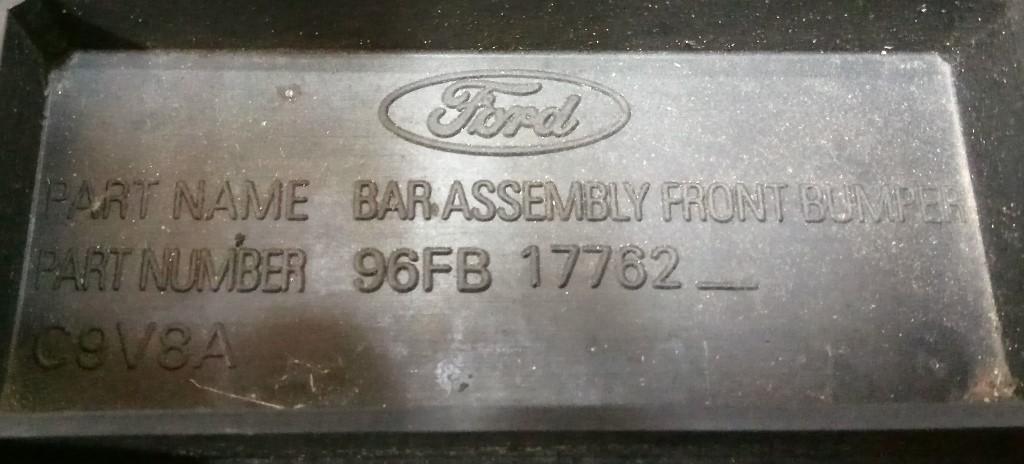 Ford
PART NAME BAR ASSEMBLY FRONT BUMPER
PART NUMBER 96FB 17762 __
C9V8A